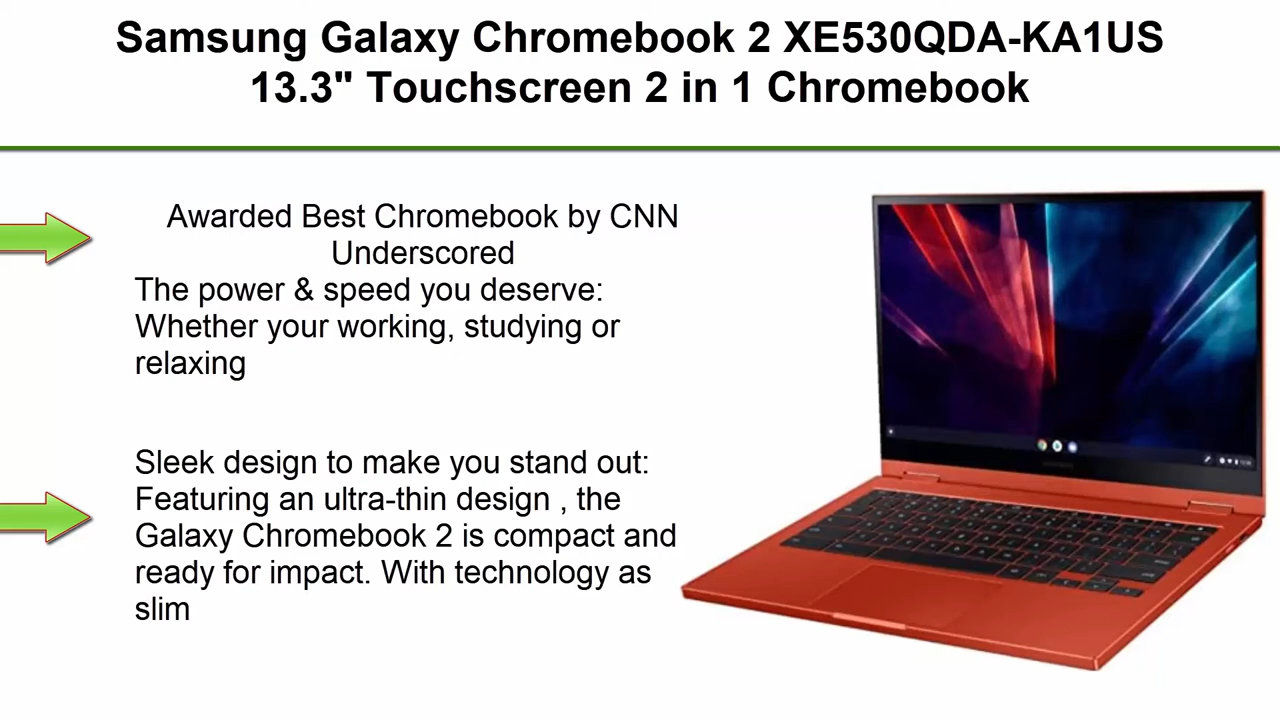 Samsung Galaxy Chromebook 2 XE530QDA-KA1US
13.3" Touchscreen 2 in 1 Chromebook
Awarded Best Chromebook by CNN
Underscored
The power & speed you deserve:
Whether your working, studying or
relaxing
Sleek design to make you stand out:
Featuring an ultra-thin design , the
Galaxy Chromebook 2 is compact and
ready for impact. With technology as
slim